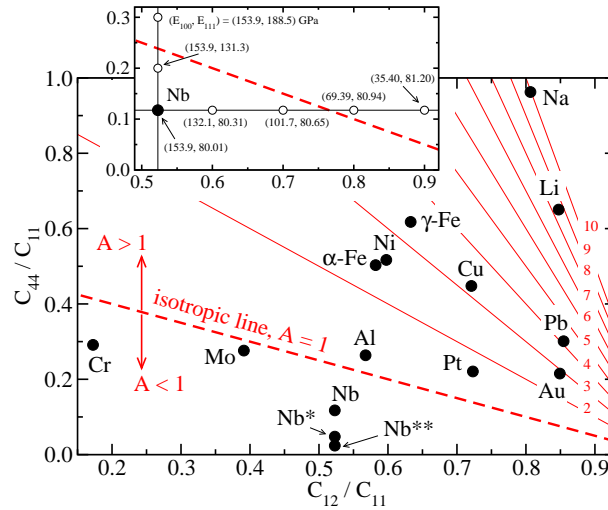 0.3
(E100, E111) = (153.9, 188.5) GPa
(153.9, 131.3)
0.2
(69.39, 80.94)
(35.40, 81.20)
Nb
0.1
(132.1, 80.31)
(101.7, 80.65)
(153.9, 80.01)
0.0
0.5 0.6 0.7 0.8 0.9
1.0
0.8
0.6
0.4
0.2
0.0
C44 / C11
Na
Li
γ-Fe
Ni
α-Fe
Cu
Pb
A > 1
isotropic line, A = 1
A < 1
Cr
Mo
Al
Pt
Au
Nb
Nb*
Nb**
10
9
8
7
6
5
4
3
2
0.2 0.3 0.4 0.5 0.6 0.7 0.8 0.9
C12 / C11